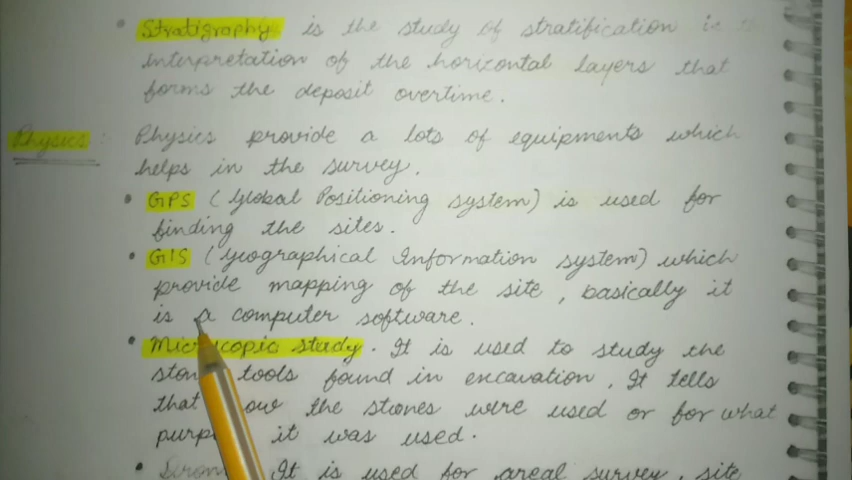 • Stratigraphy is the study of stratification ie
interpretation of the horizontal layers that
forms the deposit overtime.
Physics : Physics provide a lots of equipments which
helps in the survey.
• GPS (Global Positioning system) is used for
finding the sites.
• GIS (Geographical Information system) which
provide mapping of the site, basically it
is a computer software.
• Microcopic study. It is used to study the
tools found in excavation. It tells
that the stones were used or for what
it was used.
• It is used for areal survey, site